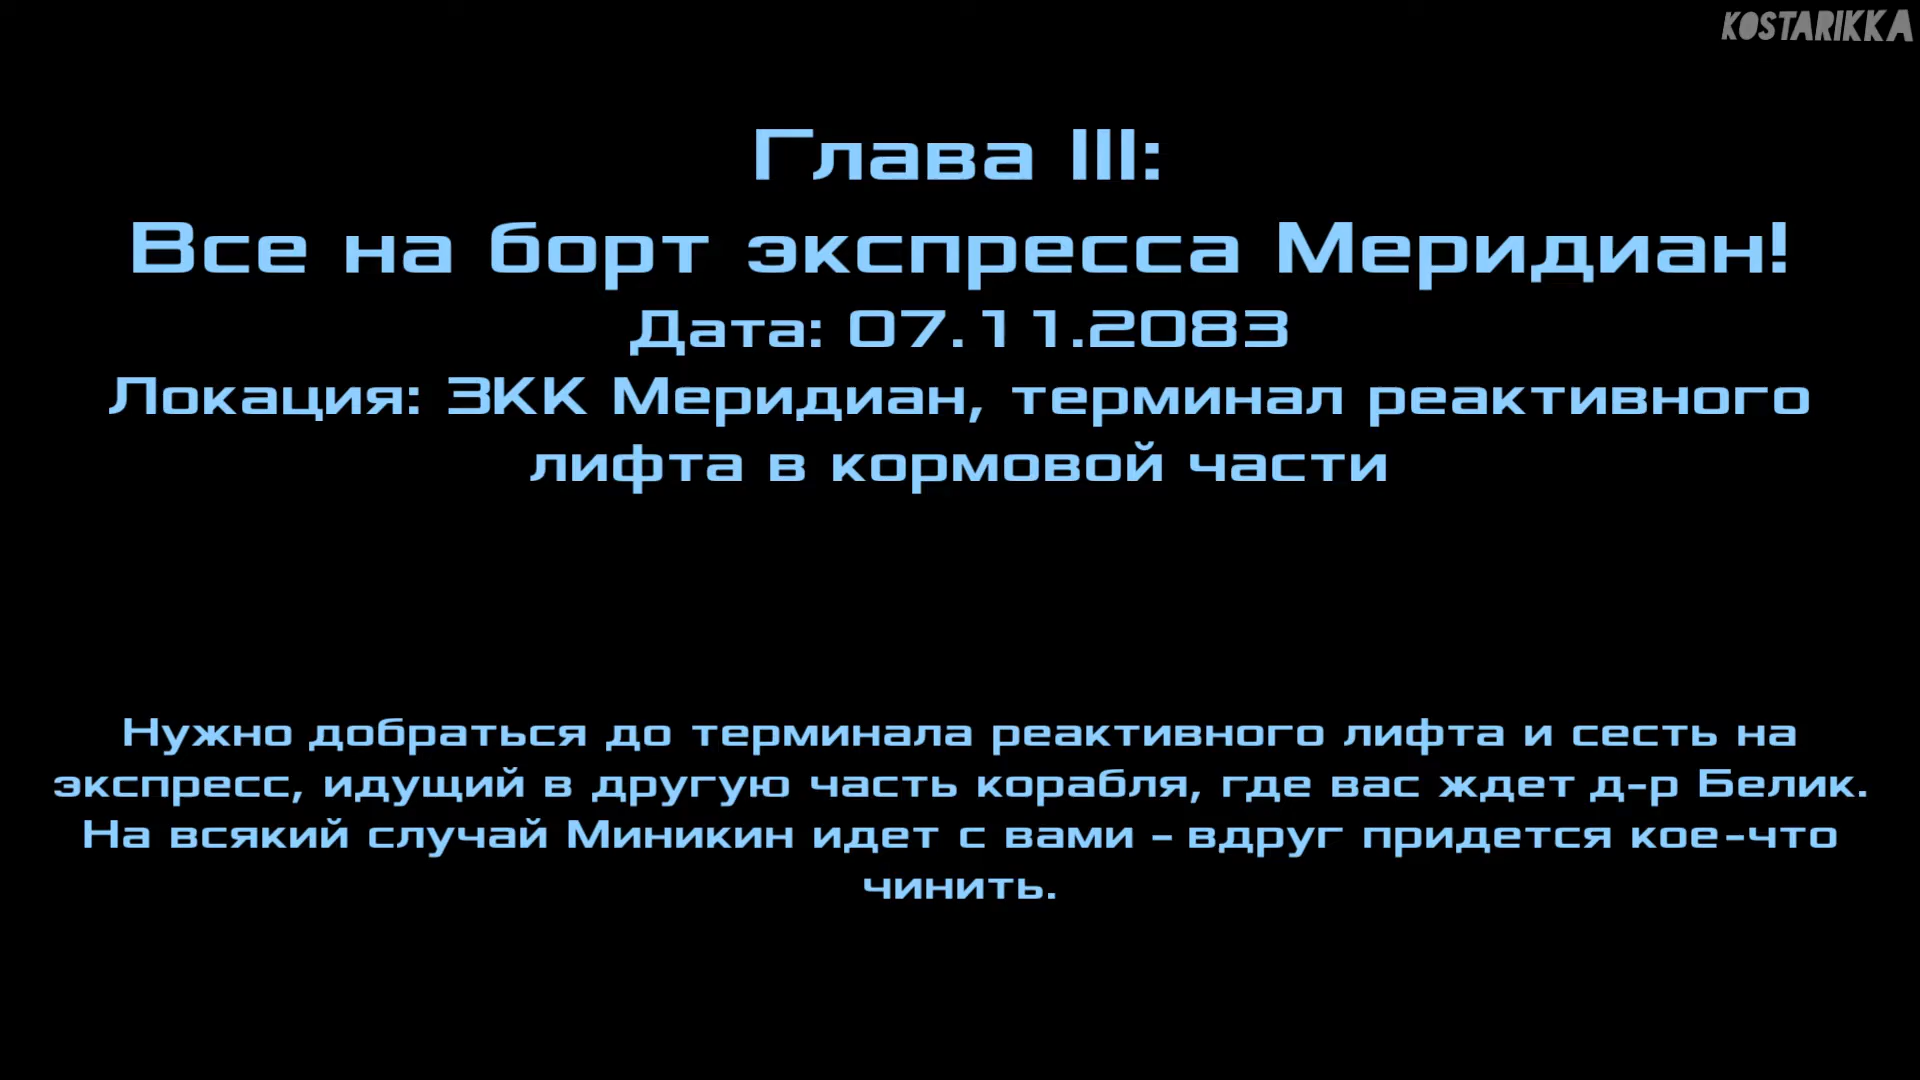 KOSTARIKKA
Глава III:
Все на борт экспресса Меридиан!
Дата: 07.11.2083
Локация: ЗКК Меридиан, терминал реактивного
лифта в кормовой части
Нужно добраться до терминала реактивного лифта и сесть на
экспресс, идущий в другую часть корабля, где вас ждет д-р Белик.
На всякий случай Миникин идет с вами – вдруг придется кое-что
чинить.